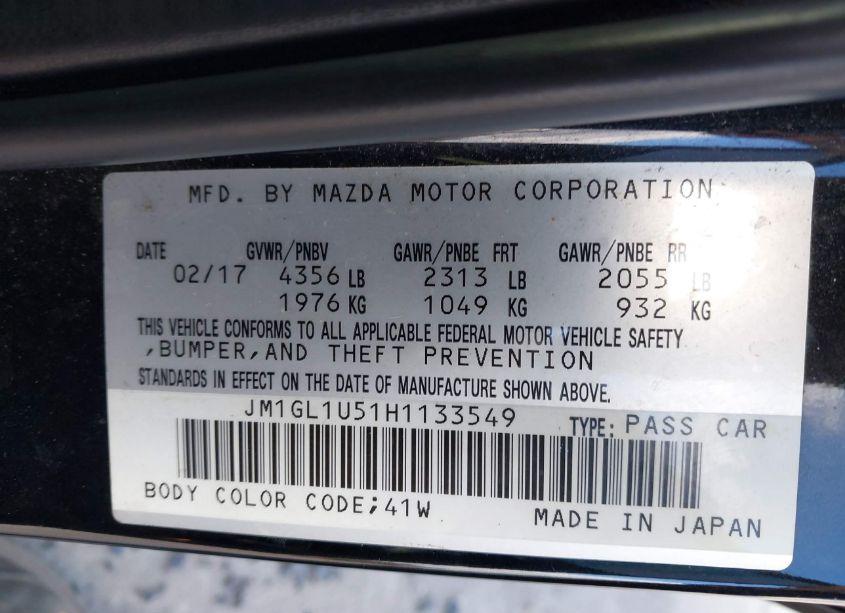 MFD. BY MAZDA MOTOR CORPORATION
DATE GVWR/PNBV GAWR/PNBE FRT GAWR/PNBE RR
02/17 4356 LB 2313 LB 2055 LB
1976 KG 1049 KG 932 KG
THIS VEHICLE CONFORMS TO ALL APPLICABLE FEDERAL MOTOR VEHICLE SAFETY
,BUMPER,AND THEFT PREVENTION
STANDARDS IN EFFECT ON THE DATE OF MANUFACTURE SHOWN ABOVE.
JM1GL1U51H1133549 TYPE: PASS CAR
BODY COLOR CODE;41W
MADE IN JAPAN